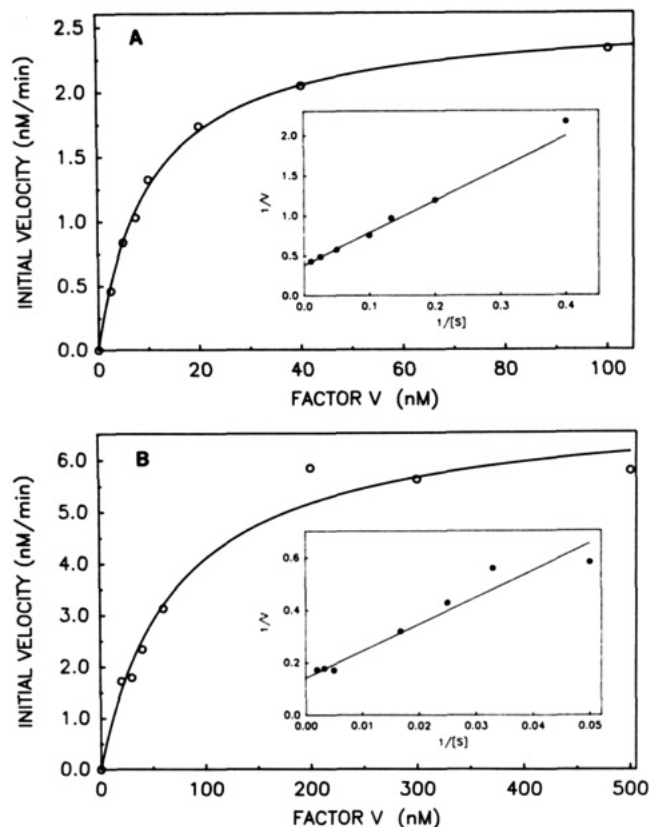 A
INITIAL VELOCITY (nM/min)
2.5
2.0
1.5
1.0
0.5
0.0
0 20 40 60 80 100
FACTOR V (nM)
1/V
2.0
1.5
1.0
0.5
0.0
0.0 0.1 0.2 0.3 0.4
1/[S]
B
INITIAL VELOCITY (nM/min)
6.0
5.0
4.0
3.0
2.0
1.0
0.0
0 100 200 300 400 500
FACTOR V (nM)
1/V
0.6
0.4
0.2
0.0
0.00 0.01 0.02 0.03 0.04 0.05
1/[S]